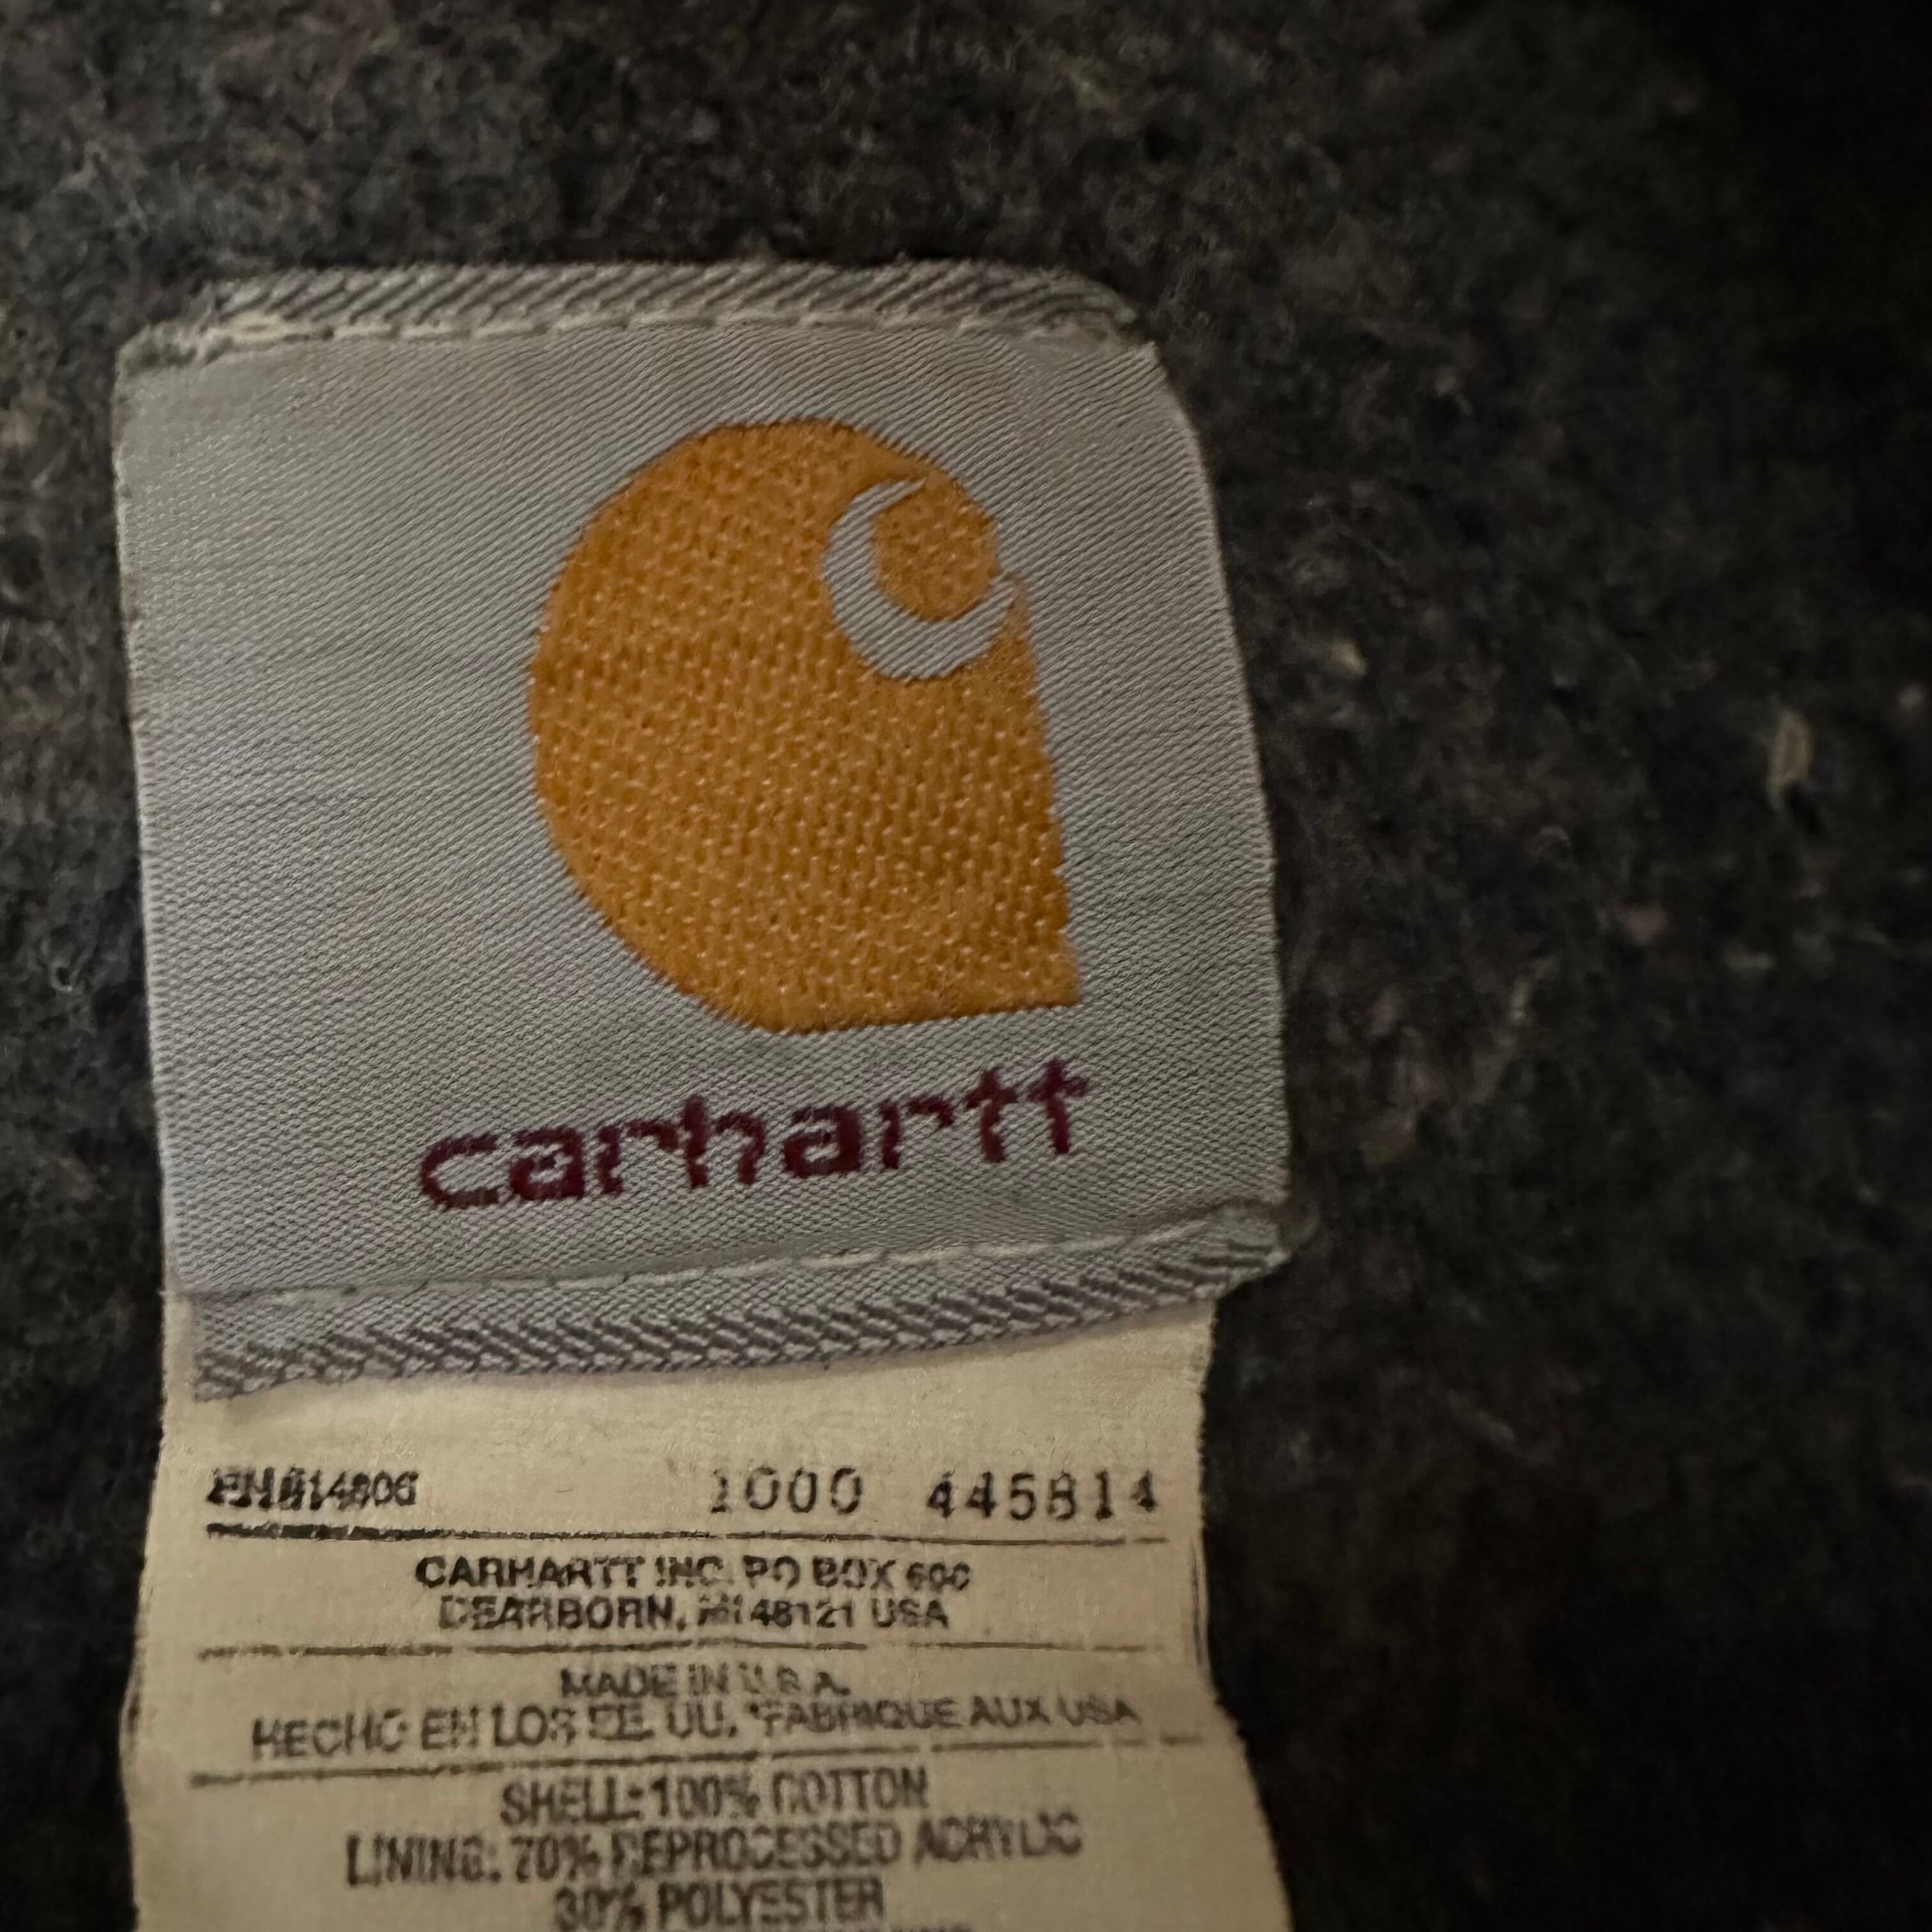 carhartt
1000 445814
CARHARTT INC. PO BOX 600
DEARBORN, MI 48121 USA
MADE IN U.S.A.
HECHO EN LOS EE. UU. *FABRIQUE AUX USA
SHELL: 100% COTTON
LINING: 70% REPROCESSED ACRYLIC
30% POLYESTER